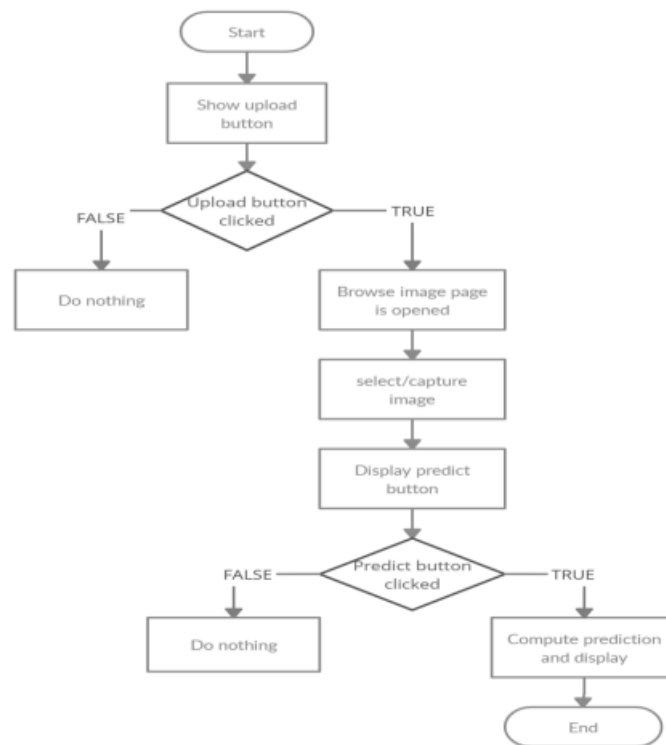 Start
Show upload
button
Upload button
clicked
FALSE
TRUE
Do nothing
Browse image page
is opened
select/capture
image
Display predict
button
Predict button
clicked
FALSE
TRUE
Do nothing
Compute prediction
and display
End